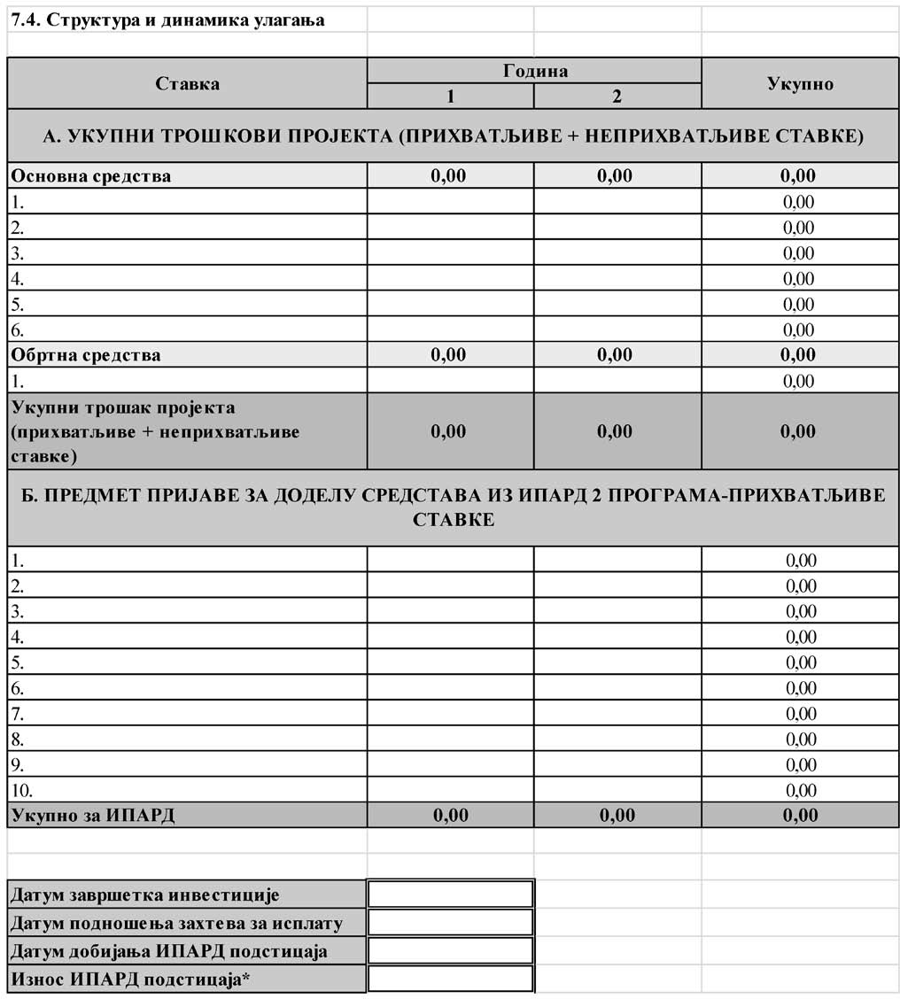 7.4. Структура и динамика улагања
Ставка Година Укупно
1 2
А. УКУПНИ ТРОШКОВИ ПРОЈЕКТА (ПРИХВАТЉИВЕ + НЕПРИХВАТЉИВЕ СТАВКЕ)
Основна средства 0,00 0,00 0,00
1. 0,00
2. 0,00
3. 0,00
4. 0,00
5. 0,00
6. 0,00
Обртна средства 0,00 0,00 0,00
1. 0,00
Укупни трошак пројекта
(прихватљиве + неприхватљиве 0,00 0,00 0,00
ставке)
Б. ПРЕДМЕТ ПРИЈАВЕ ЗА ДОДЕЛУ СРЕДСТАВА ИЗ ИПАРД 2 ПРОГРАМА-ПРИХВАТЉИВЕ
СТАВКЕ
1. 0,00
2. 0,00
3. 0,00
4. 0,00
5. 0,00
6. 0,00
7. 0,00
8. 0,00
9. 0,00
10. 0,00
Укупно за ИПАРД 0,00 0,00 0,00
Датум завршетка инвестиције
Датум подношења захтева за исплату
Датум добијања ИПАРД подстицаја
Износ ИПАРД подстицаја*